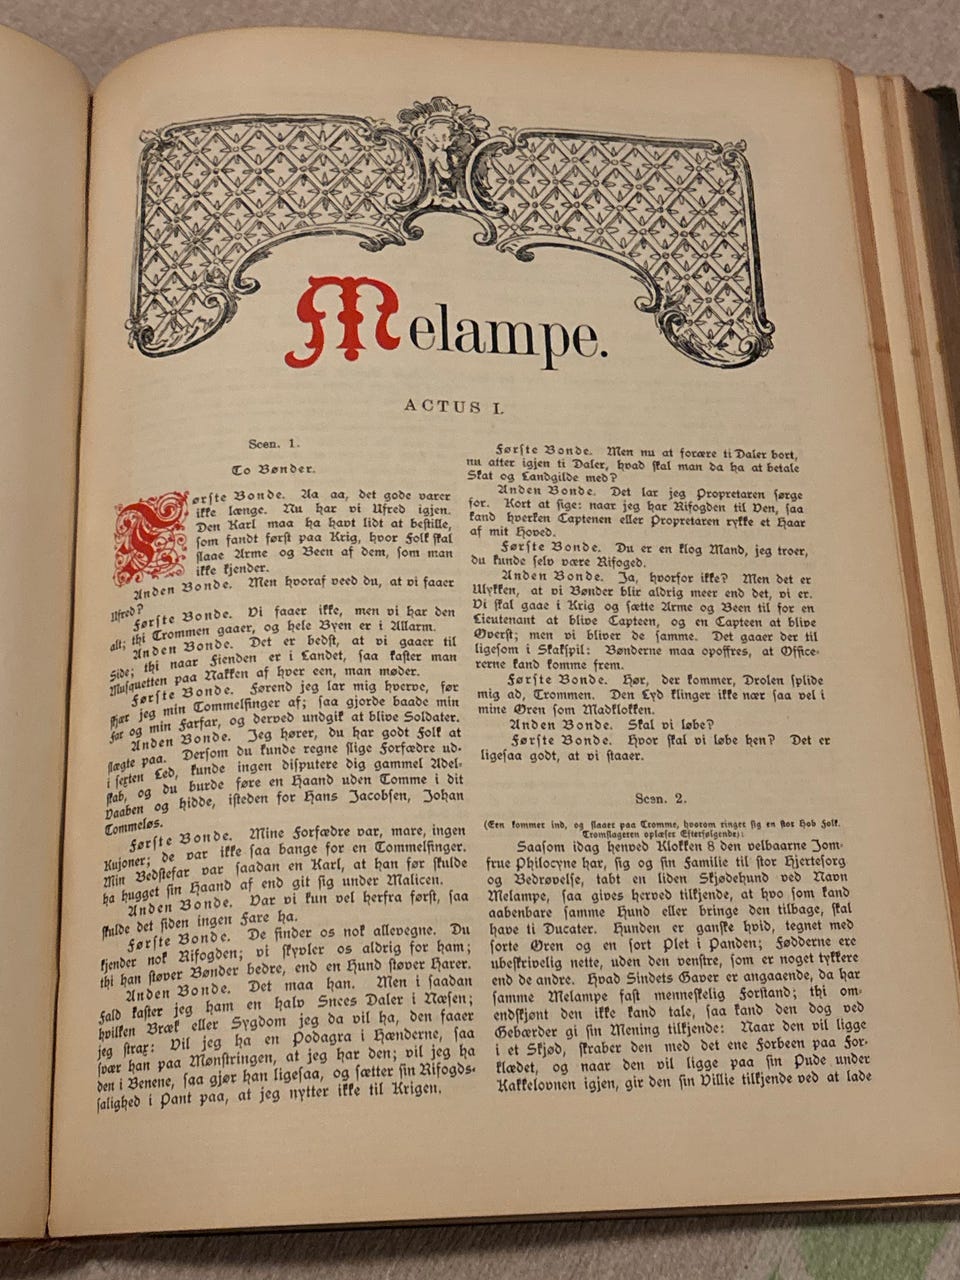 Melampe.
ACTUS I.
Scen. 1.
To Bønder.
Første Bonde. Aa aa, det gode varer
ikke længe. Nu har vi Ufred igjen.
Den Karl maa ha havt lidt at bestille,
som fandt først paa Krig, hvor Folk skal
slaae Arme og Been af dem, som man
ikke kjender.
Anden Bonde. Men hvoraf veed du, at vi faaer
Ufred?
Første Bonde. Vi faaer ikke, men vi har den
alt; thi Trommen gaaer, og hele Byen er i Allarm.
Anden Bonde. Det er bedst, at vi gaaer til
Side; thi naar Fienden er i Landet, saa kaster man
Musquetten paa Nakken af hver een, man møder.
Første Bonde. Førend jeg lar mig hverve, før
skjær jeg min Tommelfinger af; saa gjorde baade min
Far og min Farfar, og derved undgik at blive Soldater.
Anden Bonde. Jeg hører, du har godt Folk at
slægte paa. Dersom du kunde regne slige Forfædre ud
i sexten Led, kunde ingen disputere dig gammel Adel-
skab, og du burde føre en Haand uden Tomme i dit
Vaaben og hidde, isteden for Hans Jacobsen, Johan
Tommeløs.
Første Bonde. Mine Forfædre var, mare, ingen
Kujoner; de var ikke saa bange for en Tommelfinger.
Min Bedstefar var saadan en Karl, at han før skulde
ha hugget sin Haand af end git sig under Malicen.
Anden Bonde. Var vi kun vel herfra først, saa
skulde det siden ingen Fare ha.
Første Bonde. De finder os nok allevegne. Du
kjender nok Rifogden; vi skyler os aldrig for ham;
thi han støver Bønder bedre, end en Hund støver Harer.
Anden Bonde. Det maa han. Men i saadan
Fald kaster jeg ham en halv Snees Daler i Næsen;
hvilken Bræk eller Sygdom jeg da vil ha, den faaer
jeg strax: Vil jeg ha en Podagra i Hænderne, saa
svær han paa Mønstringen, at jeg har den; vil jeg ha
den i Benene, saa gjør han ligesaa, og sætter sin Rifogds-
salighed i Pant paa, at jeg nytter ikke til Krigen.
Første Bonde. Men nu at forære ti Daler bort,
nu atter igjen ti Daler, hvad skal man da ha at betale
Skat og Landgilde med?
Anden Bonde. Det lar jeg Propretaren sørge
for. Kort at sige: naar jeg har Rifogden til Ven, saa
kand hverken Captenen eller Propretaren rykke et Haar
af mit Hoved.
Første Bonde. Du er en klog Mand, jeg troer,
du kunde selv være Rifoged.
Anden Bonde. Ja, hvorfor ikke? Men det er
Ulykken, at vi Bønder blir aldrig meer end det, vi er.
Vi skal gaae i Krig og sætte Arme og Been til for en
Lieutenant at blive Capteen, og en Capteen at blive
Øverst; men vi bliver de samme. Det gaaer der til
ligesom i Skakspil: Bønderne maa opoffres, at Office-
rerne kand komme frem.
Første Bonde. Hør, der kommer, Drolen splide
mig ad, Trommen. Den Lyd klinger ikke nær saa vel i
mine Øren som Madklokken.
Anden Bonde. Skal vi løbe?
Første Bonde. Hvor skal vi løbe hen? Det er
ligesaa godt, at vi staaer.
Scen. 2.
(Een kommer ind, og slaaer paa Tromme, hvorom ringer sig en stor Hob Folk.
Tromslageren oplæser Efterfølgende):
Saasom idag henved Klokken 8 den velbaarne Jom-
frue Philocyne har, sig og sin Familie til stor Hjertesorg
og Bedrøvelse, tabt en liden Skjødehund ved Navn
Melampe, saa gives herved tilkjende, at hvo som kand
aabenbare samme Hund eller bringe den tilbage, skal
have ti Ducater. Hunden er ganske hvid, tegnet med
sorte Øren og en sort Plet i Panden; Fødderne ere
ubeskrivelig nette, uden den venstre, som er noget tykkere
end de andre. Hvad Sindets Gaver er angaaende, da har
samme Melampe fast menneskelig Forstand; thi om-
endskjønt den ikke kand tale, saa kand den dog ved
Gebærder gi sin Mening tilkjende: Naar den vil ligge
i et Skjød, skraber den med det ene Forbeen paa For-
klædet, og naar den vil ligge paa sin Pude under
Kakkelovnen igjen, gir den sin Villie tilkjende ved at lade